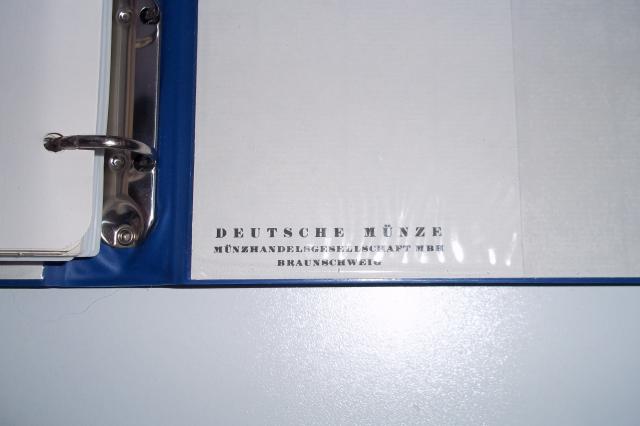 DEUTSCHE MÜNZE
MÜNZHANDELSGESELLSCHAFT MBH
BRAUNSCHWEIG